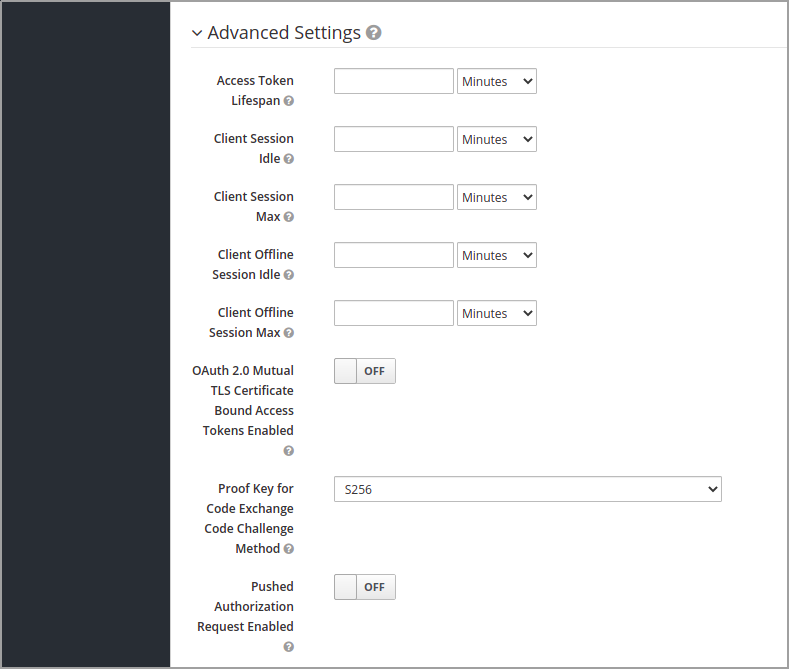 Advanced Settings
Access Token Minutes
Lifespan
Client Session Minutes
Idle
Client Session Minutes
Max
Client Offline Minutes
Session Idle
Client Offline Minutes
Session Max
OAuth 2.0 Mutual OFF
TLS Certificate
Bound Access
Tokens Enabled
Proof Key for S256
Code Exchange
Code Challenge
Method
Pushed OFF
Authorization
Request Enabled